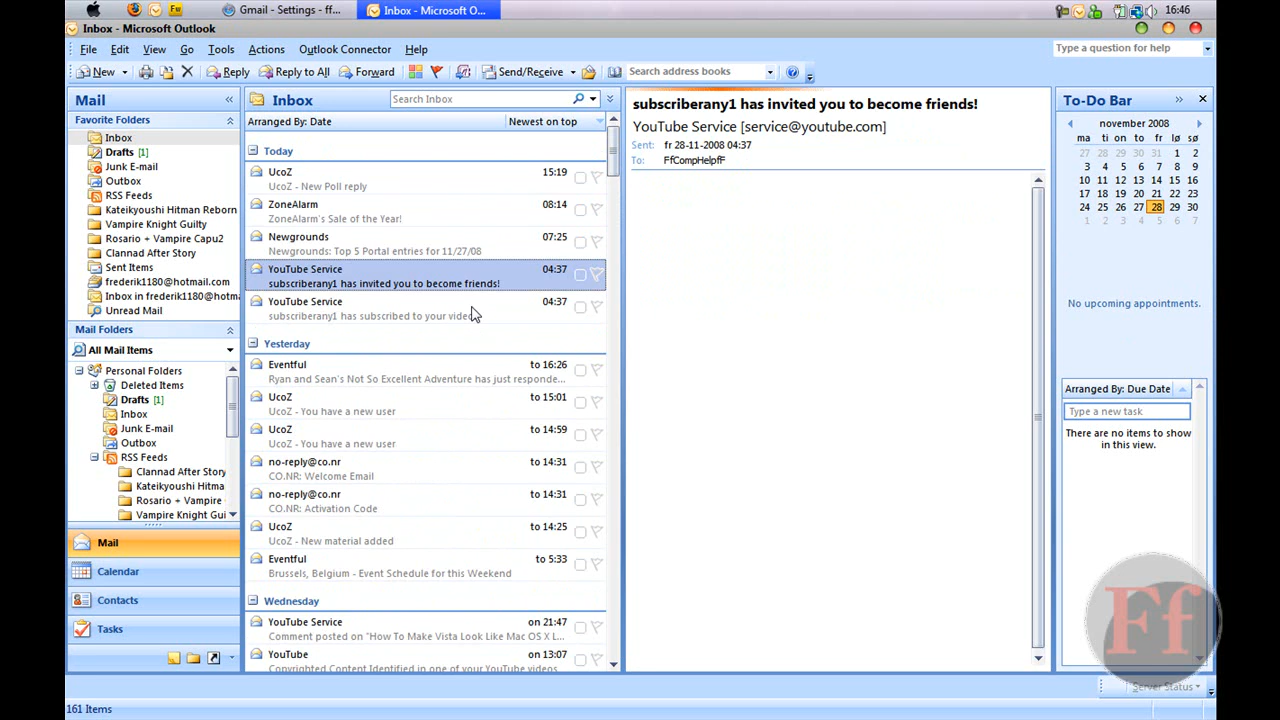 Gmail - Settings - ff...
Inbox - Microsoft O...
16:46
Inbox - Microsoft Outlook
File Edit View Go Tools Actions Outlook Connector Help
Type a question for help
New
Reply
Reply to All
Forward
Send/Receive
Search address books
Mail
Favorite Folders
Inbox
Drafts [1]
Junk E-mail
Outbox
RSS Feeds
Kateikyoushi Hitman Reborn
Vampire Knight Guilty
Rosario + Vampire Capu2
Clannad After Story
Sent Items
frederik1180@hotmail.com
Inbox in frederik1180@hotma
Unread Mail
Mail Folders
All Mail Items
Personal Folders
Deleted Items
Drafts [1]
Inbox
Junk E-mail
Outbox
RSS Feeds
Clannad After Story
Kateikyoushi Hitma
Rosario + Vampire
Vampire Knight Gui
Mail
Calendar
Contacts
Tasks
Inbox
Search Inbox
Arranged By: Date Newest on top
Today
UcoZ 15:19
UcoZ - New Poll reply
ZoneAlarm 08:14
ZoneAlarm's Sale of the Year!
Newgrounds 07:25
Newgrounds: Top 5 Portal entries for 11/27/08
YouTube Service 04:37
subscriberany1 has invited you to become friends!
YouTube Service 04:37
subscriberany1 has subscribed to your video
Yesterday
Eventful to 16:26
Ryan and Sean's Not So Excellent Adventure has just responde...
UcoZ to 15:01
UcoZ - You have a new user
UcoZ to 14:59
UcoZ - You have a new user
no-reply@co.nr to 14:31
CO.NR: Welcome Email
no-reply@co.nr to 14:31
CO.NR: Activation Code
UcoZ to 14:25
UcoZ - New material added
Eventful to 5:33
Brussels, Belgium - Event Schedule for this Weekend
Wednesday
YouTube Service on 21:47
Comment posted on "How To Make Vista Look Like Mac OS X L...
YouTube on 13:07
Copyrighted Content Identified in one of your YouTube videos
subscriberany1 has invited you to become friends!
YouTube Service [service@youtube.com]
Sent: fr 28-11-2008 04:37
To: FfCompHelpfF
To-Do Bar
november 2008
ma ti on to fr lø sø
27 28 29 30 31 1 2
3 4 5 6 7 8 9
10 11 12 13 14 15 16
17 18 19 20 21 22 23
24 25 26 27 28 29 30
1 2 3 4 5 6 7
No upcoming appointments.
Arranged By: Due Date
Type a new task
There are no items to show
in this view.
Ff
Server Status
161 Items